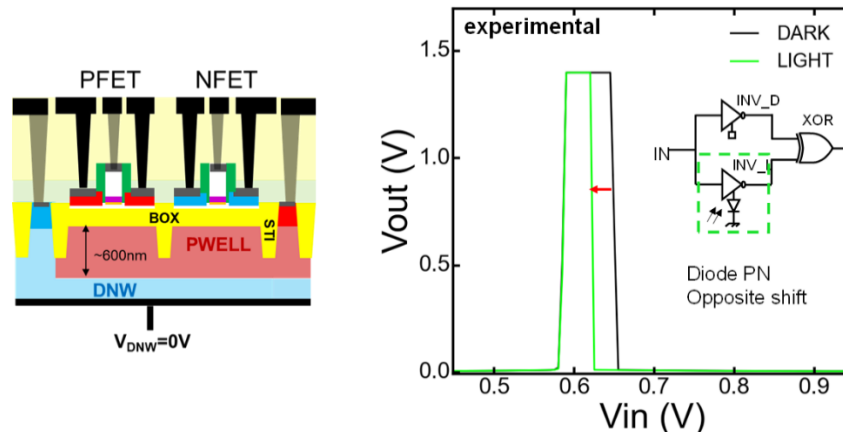 PFET NFET
BOX
STI
PWELL
~600nm
DNW
VDNW=0V
experimental
DARK
LIGHT
1.5
1.0
0.5
0.0
Vout (V)
INV_D
XOR
IN
INV_L
Diode PN
Opposite shift
0.5 0.6 0.7 0.8 0.9
Vin (V)